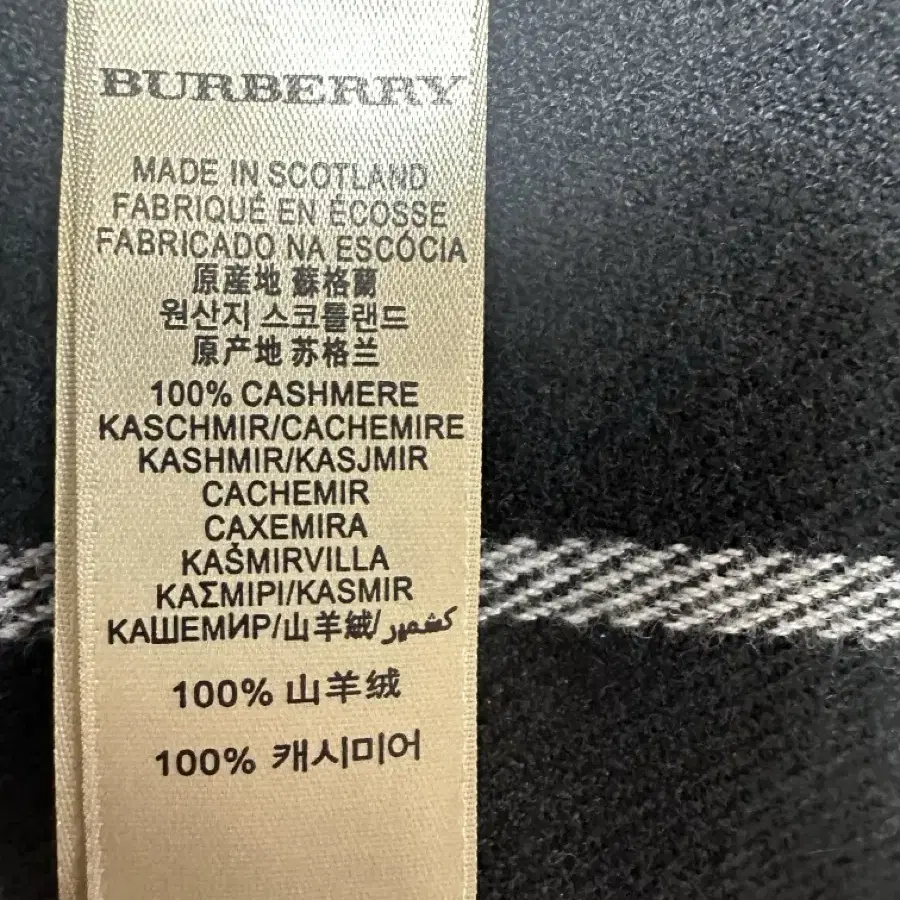 BURBERRY
MADE IN SCOTLAND
FABRIQUÉ EN ÉCOSSE
FABRICADO NA ESCÓCIA
原産地 蘇格蘭
원산지 스코틀랜드
原产地 苏格兰
100% CASHMERE
KASCHMIR/CACHEMIRE
KASHMIR/KASJMIR
CACHEMIR
CAXEMIRA
KAŠMIRVILLA
ΚΑΣΜΙΡΙ/KASMIR
КАШЕМИР/山羊絨/كشمير
100% 山羊绒
100% 캐시미어